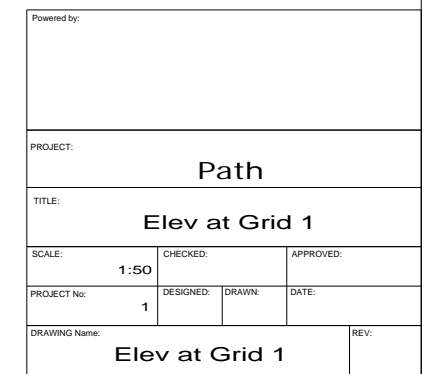 Powered by:
PROJECT:
Path
TITLE:
Elev at Grid 1
SCALE:
1:50
CHECKED:
APPROVED:
PROJECT No:
1
DESIGNED:
DRAWN:
DATE:
DRAWING Name:
Elev at Grid 1
REV: